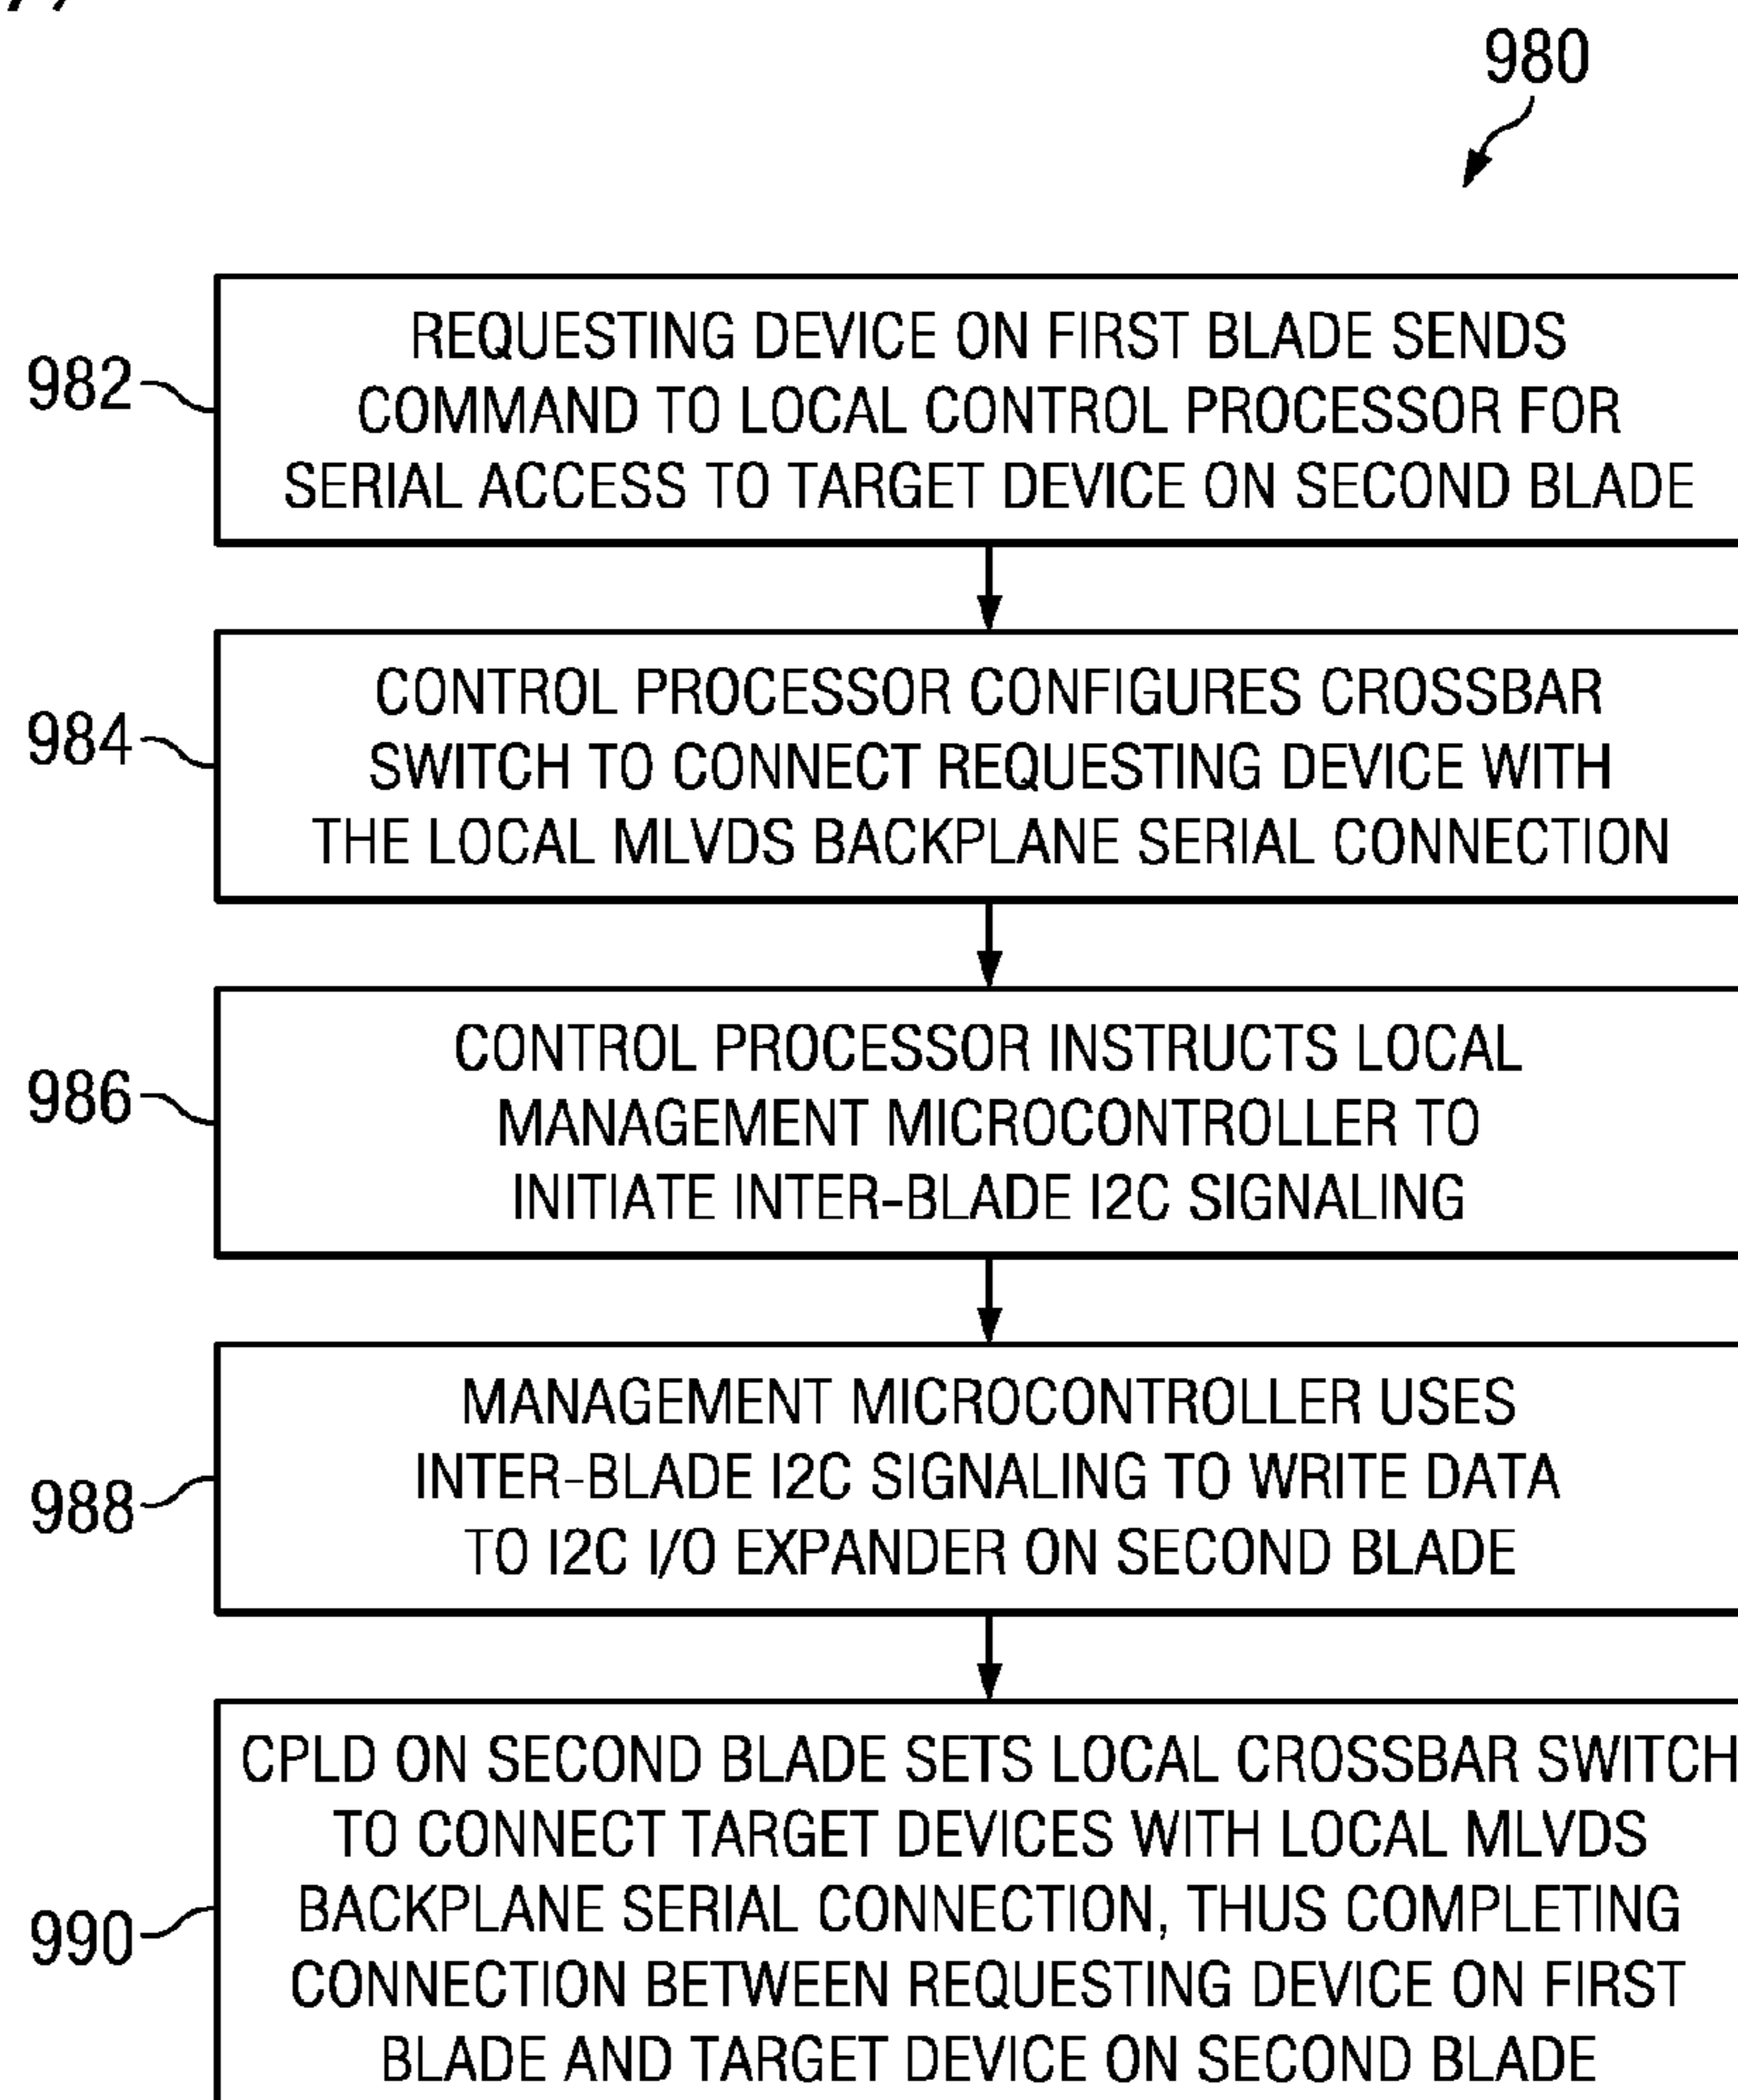 980
982
REQUESTING DEVICE ON FIRST BLADE SENDS
COMMAND TO LOCAL CONTROL PROCESSOR FOR
SERIAL ACCESS TO TARGET DEVICE ON SECOND BLADE
984
CONTROL PROCESSOR CONFIGURES CROSSBAR
SWITCH TO CONNECT REQUESTING DEVICE WITH
THE LOCAL MLVDS BACKPLANE SERIAL CONNECTION
986
CONTROL PROCESSOR INSTRUCTS LOCAL
MANAGEMENT MICROCONTROLLER TO
INITIATE INTER-BLADE I2C SIGNALING
988
MANAGEMENT MICROCONTROLLER USES
INTER-BLADE I2C SIGNALING TO WRITE DATA
TO I2C I/O EXPANDER ON SECOND BLADE
990
CPLD ON SECOND BLADE SETS LOCAL CROSSBAR SWITCH
TO CONNECT TARGET DEVICES WITH LOCAL MLVDS
BACKPLANE SERIAL CONNECTION, THUS COMPLETING
CONNECTION BETWEEN REQUESTING DEVICE ON FIRST
BLADE AND TARGET DEVICE ON SECOND BLADE